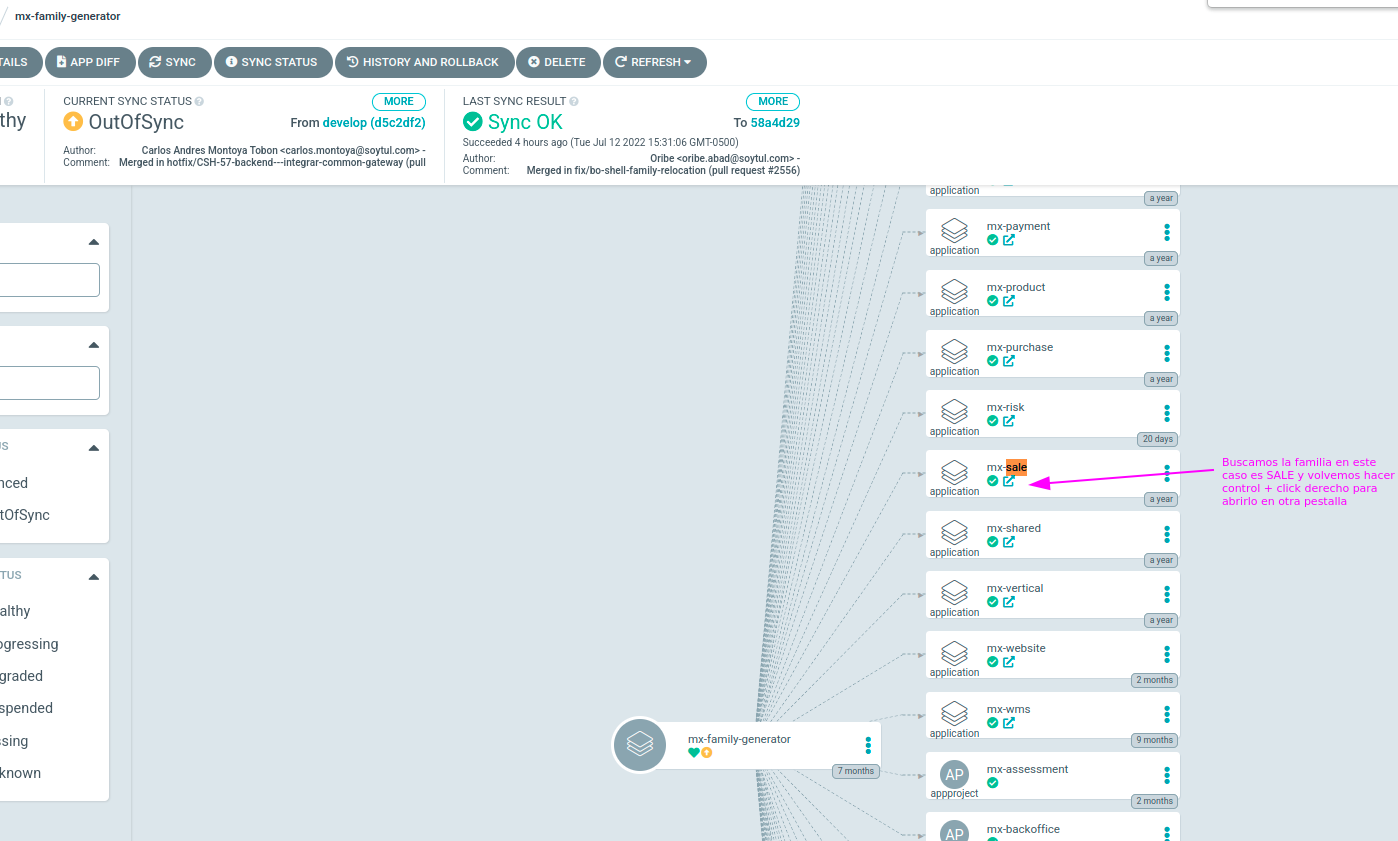 mx-family-generator
TAILS
APP DIFF
SYNC
SYNC STATUS
HISTORY AND ROLLBACK
DELETE
REFRESH
thy
CURRENT SYNC STATUS
MORE
OutOfSync
From develop (d5c2df2)
Author: Carlos Andres Montoya Tobon <carlos.montoya@soytul.com> -
Comment: Merged in hotfix/CSH-57-backend---integrar-common-gateway (pull
LAST SYNC RESULT
MORE
Sync OK
To 58a4d29
Succeeded 4 hours ago (Tue Jul 12 2022 15:31:06 GMT-0500)
Author: Oribe <oribe.abad@soytul.com> -
Comment: Merged in fix/bo-shell-family-relocation (pull request #2556)
US
nced
tOfSync
TUS
althy
ogressing
graded
spended
sing
known
mx-family-generator
7 months
application
a year
mx-payment
application
a year
mx-product
application
a year
mx-purchase
application
a year
mx-risk
application
20 days
mx-sale
application
a year
mx-shared
application
a year
mx-vertical
application
a year
mx-website
application
2 months
mx-wms
application
9 months
AP
mx-assessment
appproject
2 months
AP
mx-backoffice
Buscamos la familia en este
caso es SALE y volvemos hacer
control + click derecho para
abrirlo en otra pestalla